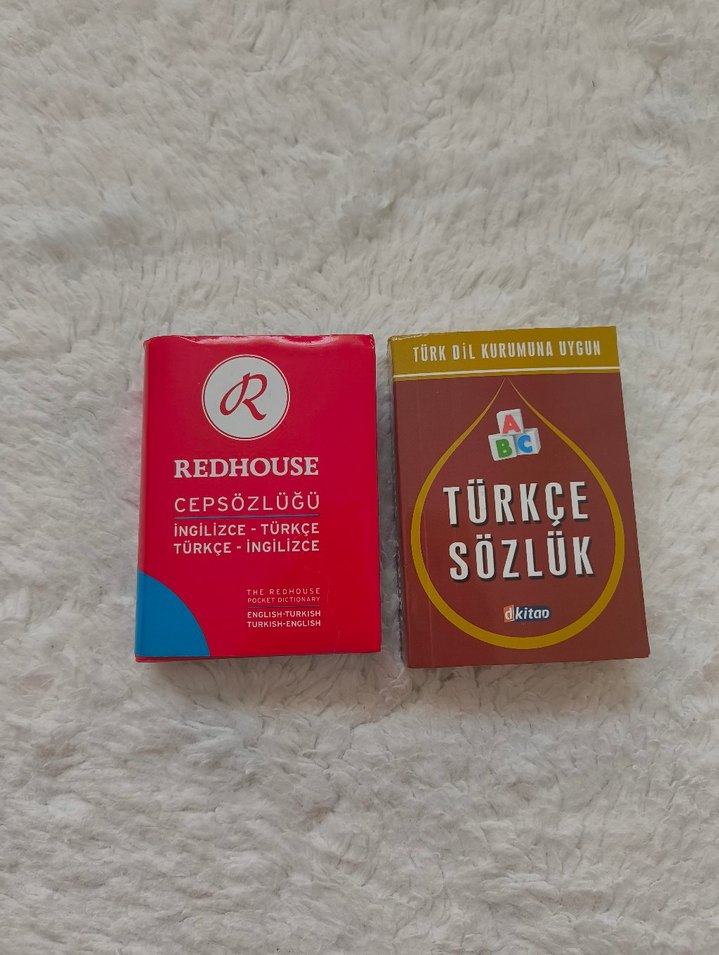 R
REDHOUSE
CEPSÖZLÜĞÜ
İNGİLİZCE - TÜRKÇE
TÜRKÇE - İNGİLİZCE
THE REDHOUSE
POCKET DICTIONARY
ENGLISH-TURKISH
TURKISH-ENGLISH
TÜRK DİL KURUMUNA UYGUN
A
B C
TÜRKÇE
SÖZLÜK
d kitap